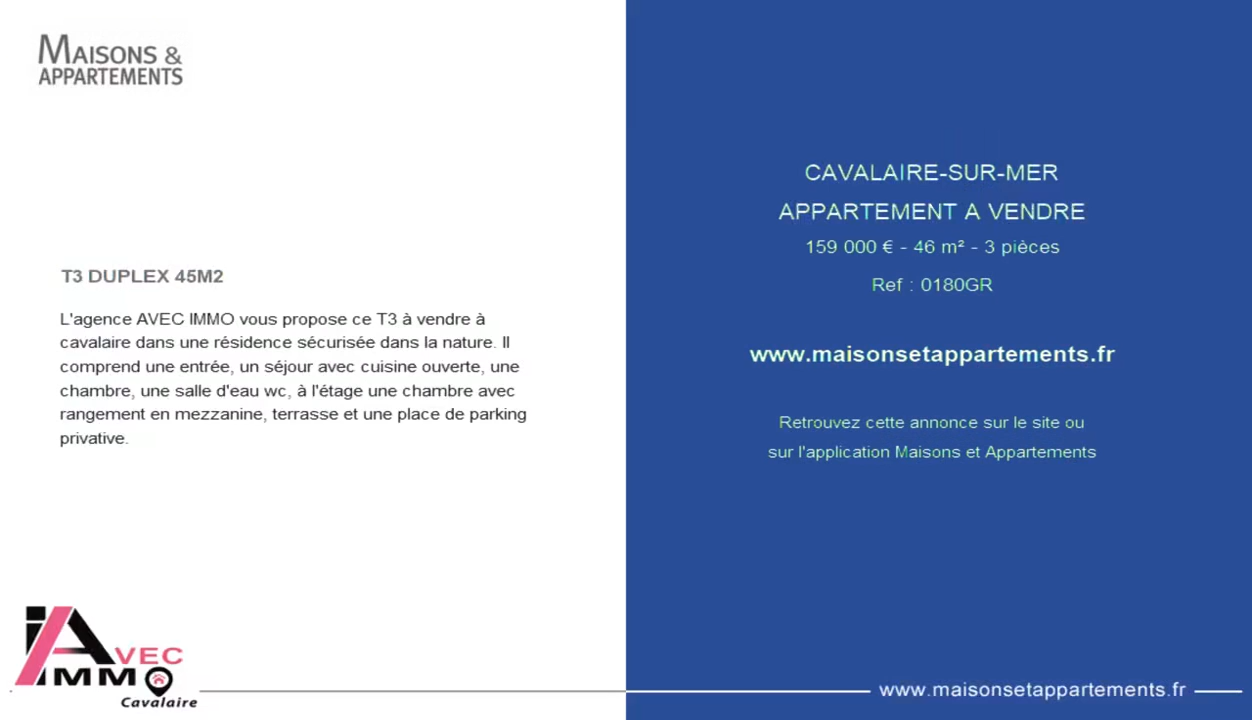 MAISONS &
APPARTEMENTS
T3 DUPLEX 45M2
L'agence AVEC IMMO vous propose ce T3 à vendre à
cavalaire dans une résidence sécurisée dans la nature. Il
comprend une entrée, un séjour avec cuisine ouverte, une
chambre, une salle d'eau wc, à l'étage une chambre avec
rangement en mezzanine, terrasse et une place de parking
privative.
AVEC
IMMO
Cavalaire
CAVALAIRE-SUR-MER
APPARTEMENT A VENDRE
159 000 € - 46 m² - 3 pièces
Ref : 0180GR
www.maisonsetappartements.fr
Retrouvez cette annonce sur le site ou
sur l'application Maisons et Appartements
www.maisonsetappartements.fr